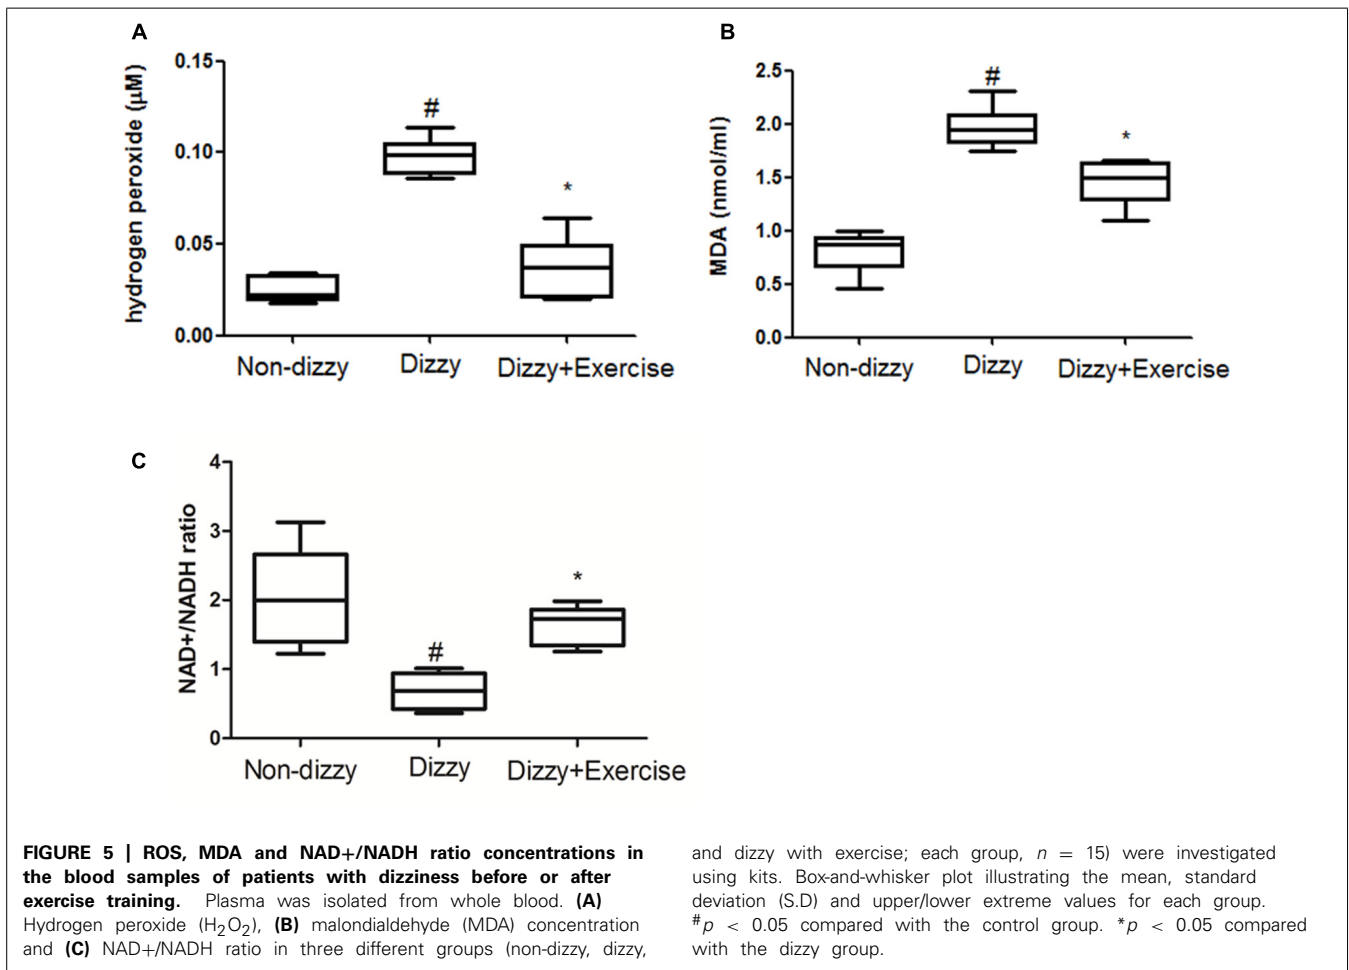 A
0.15
0.10
0.05
0.00
hydrogen peroxide (μM)
#
*
Non-dizzy
Dizzy
Dizzy+Exercise
B
2.5
2.0
1.5
1.0
0.5
0.0
MDA (nmol/ml)
#
*
Non-dizzy
Dizzy
Dizzy+Exercise
C
4
3
2
1
0
NAD+/NADH ratio
#
*
Non-dizzy
Dizzy
Dizzy+Exercise
FIGURE 5 | ROS, MDA and NAD+/NADH ratio concentrations in
the blood samples of patients with dizziness before or after
exercise training. Plasma was isolated from whole blood. (A)
Hydrogen peroxide (H2O2), (B) malondialdehyde (MDA) concentration
and (C) NAD+/NADH ratio in three different groups (non-dizzy, dizzy,
and dizzy with exercise; each group, n = 15) were investigated
using kits. Box-and-whisker plot illustrating the mean, standard
deviation (S.D) and upper/lower extreme values for each group.
#p < 0.05 compared with the control group. *p < 0.05 compared
with the dizzy group.